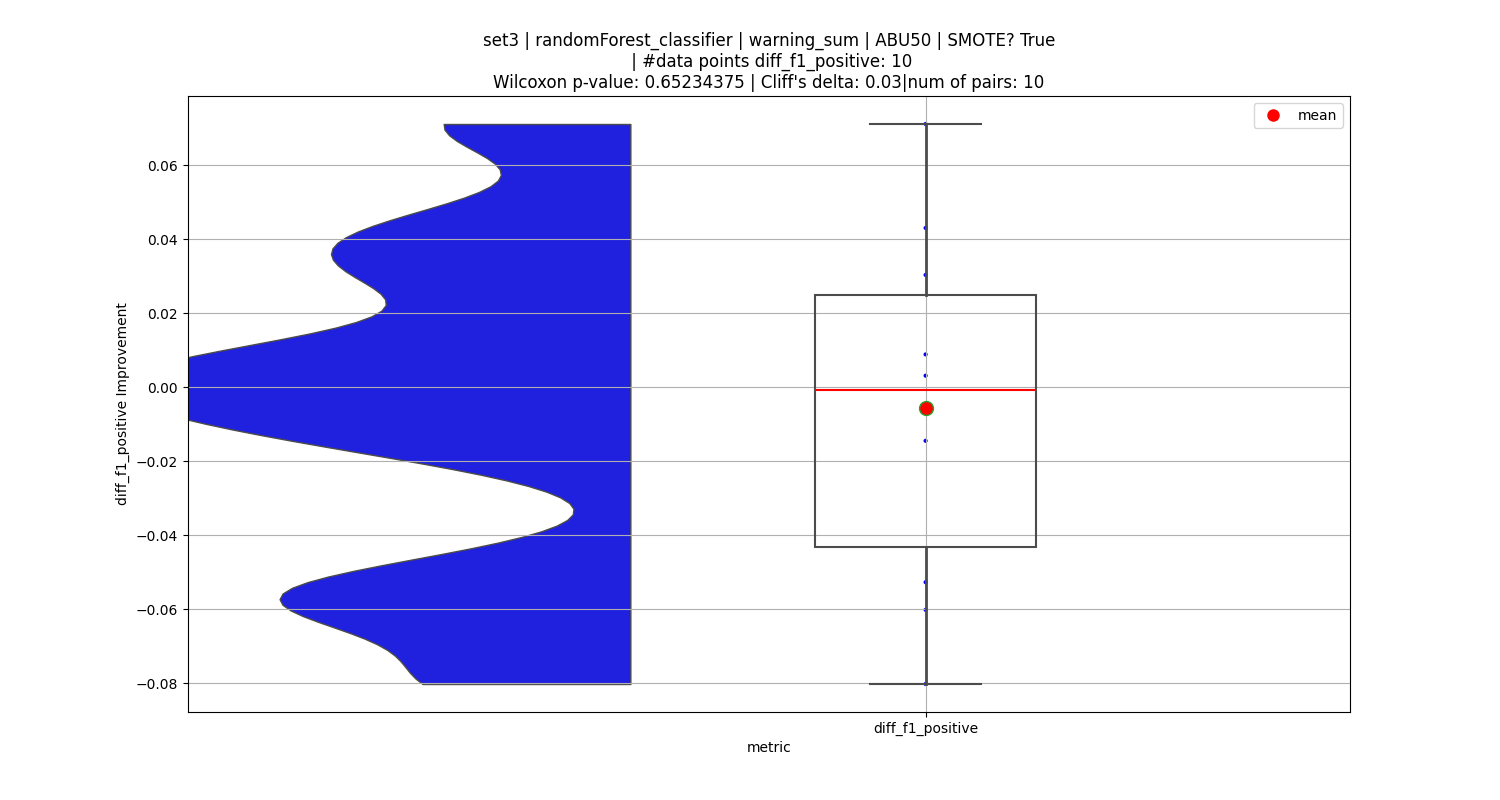 set3 | randomForest_classifier | warning_sum | ABU50 | SMOTE? True
| #data points diff_f1_positive: 10
Wilcoxon p-value: 0.65234375 | Cliff's delta: 0.03|num of pairs: 10
mean
0.06
0.04
0.02
0.00
−0.02
−0.04
−0.06
−0.08
diff_f1_positive Improvement
diff_f1_positive
metric